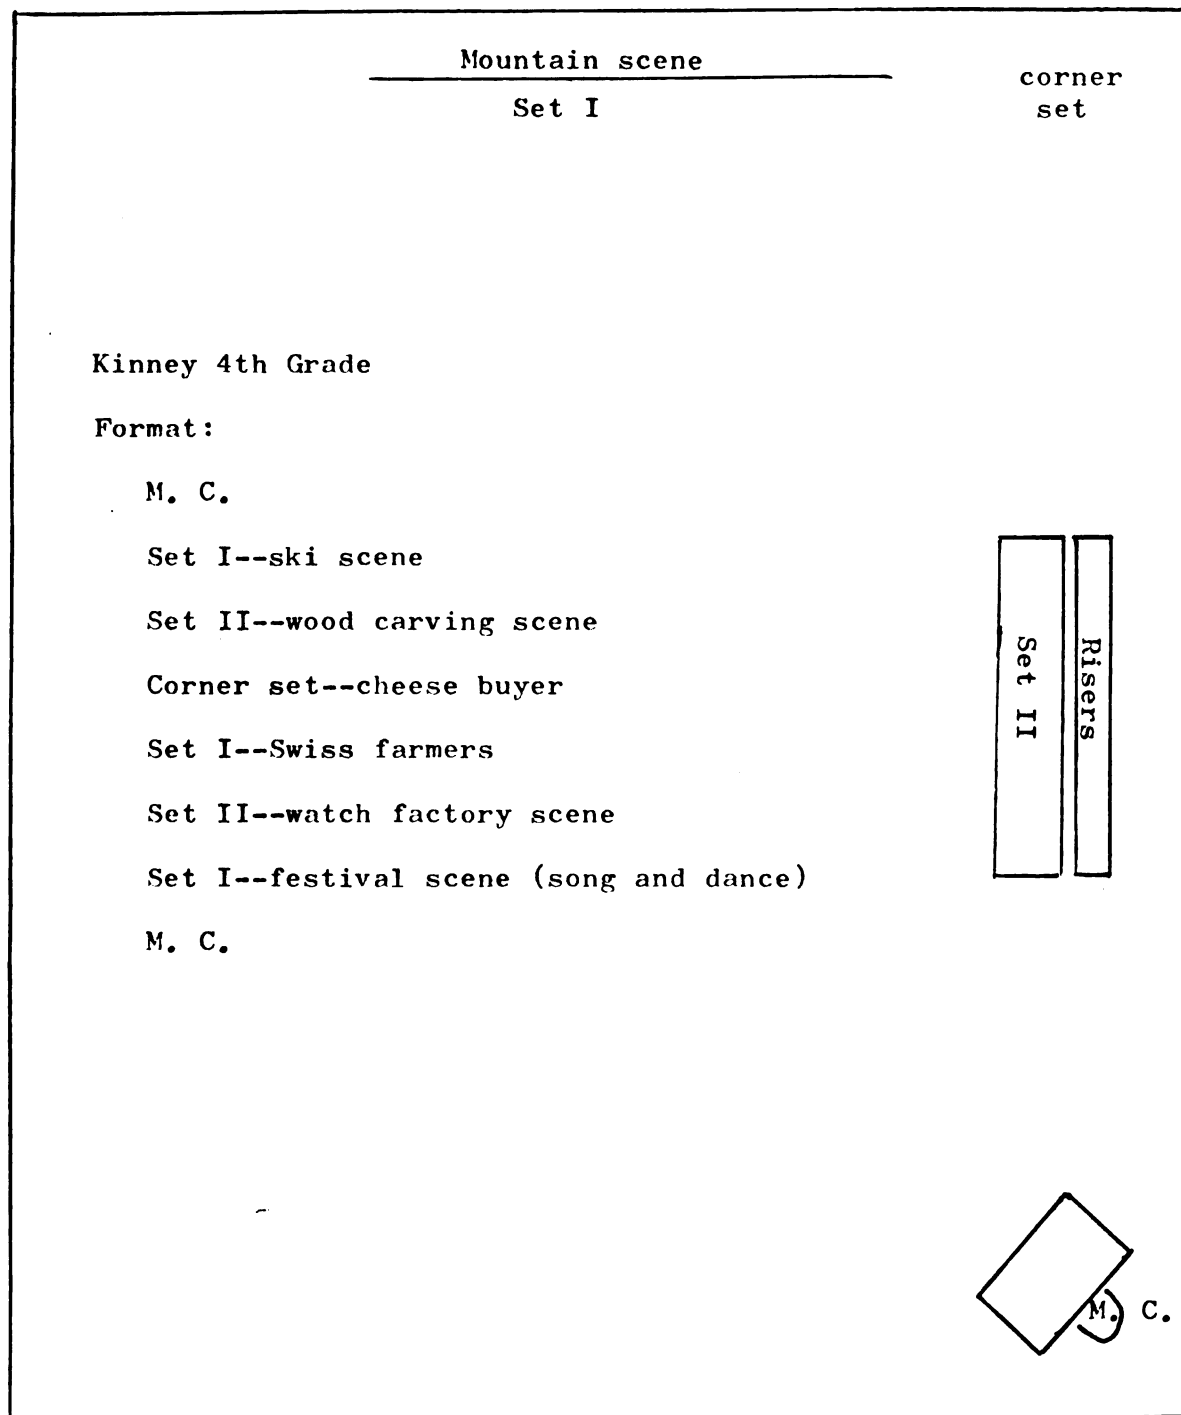 Mountain scene
Set I
corner
set
Kinney 4th Grade
Format:
M. C.
Set I--ski scene
Set II--wood carving scene
Corner set--cheese buyer
Set I--Swiss farmers
Set II--watch factory scene
Set I--festival scene (song and dance)
M. C.
Set II
Risers
M. C.